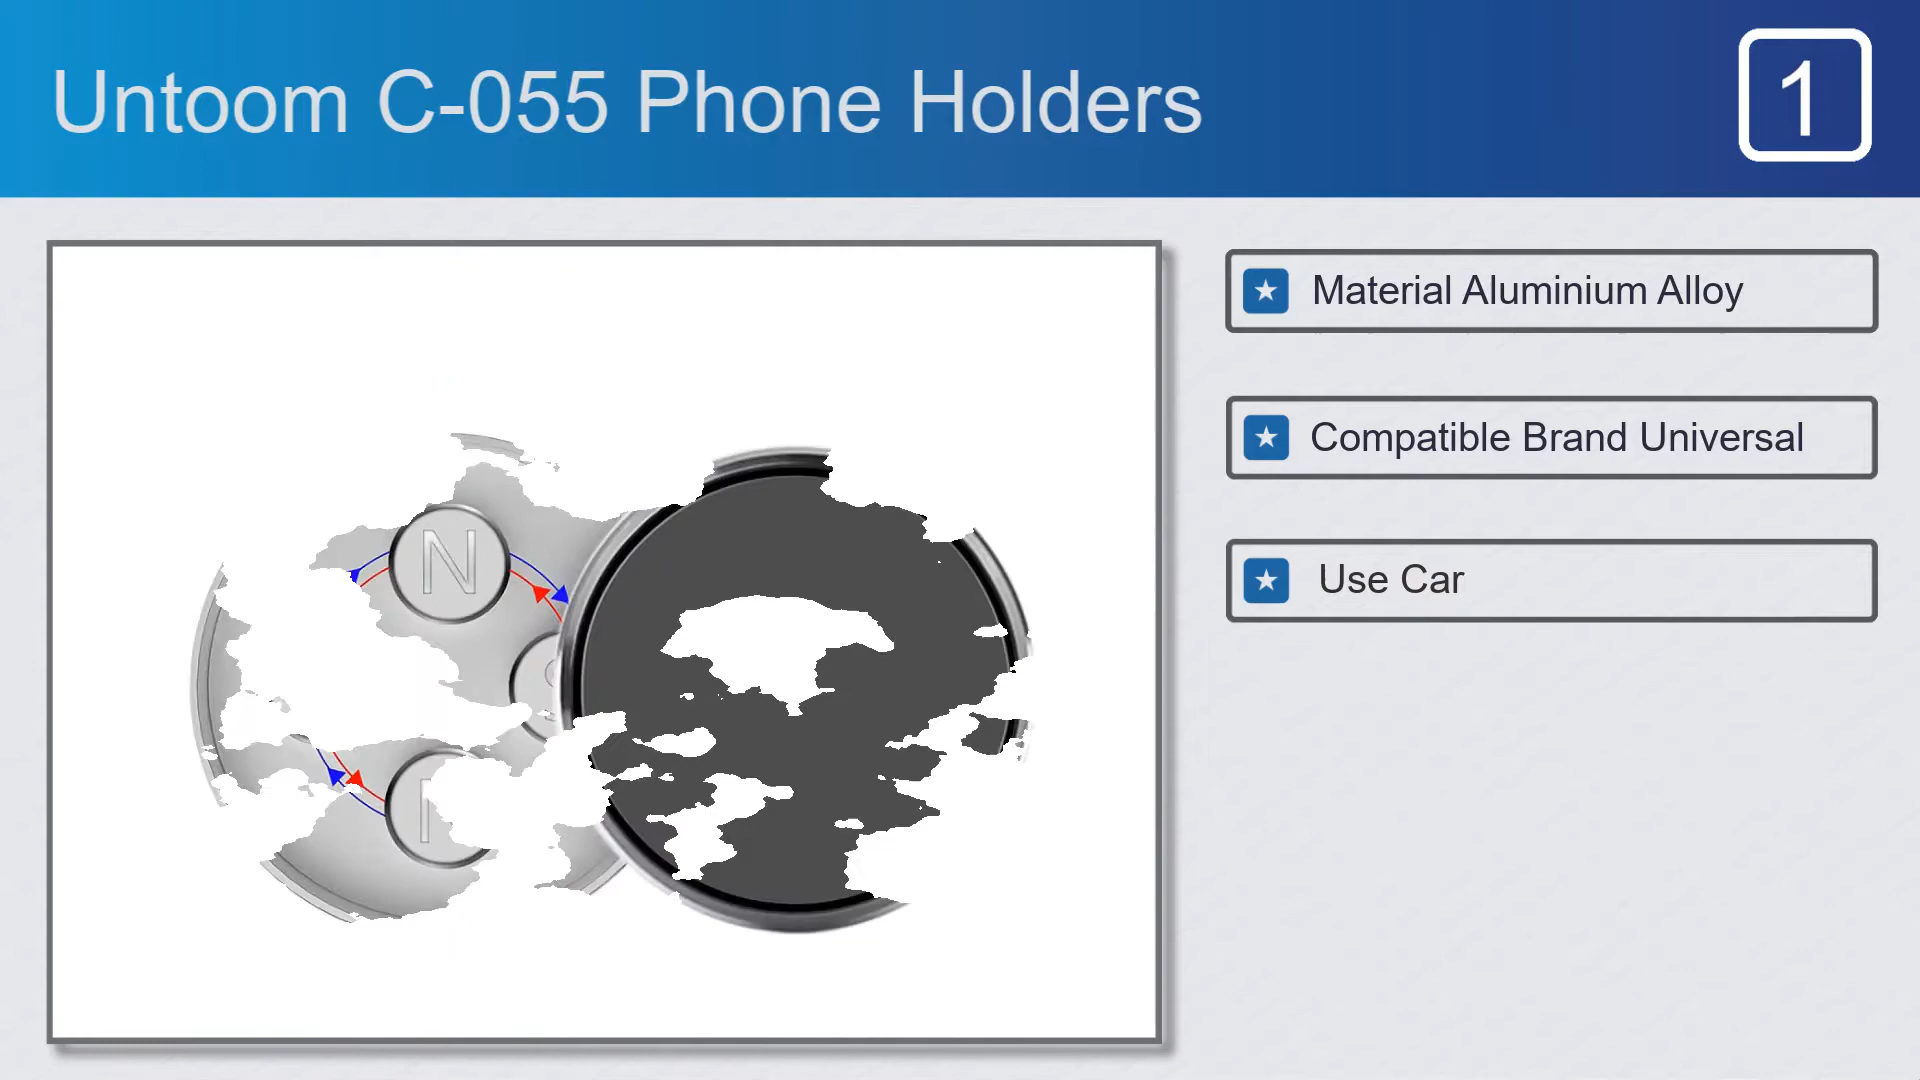 Untoom C-055 Phone Holders
1
Material Aluminium Alloy
Compatible Brand Universal
Use Car
N